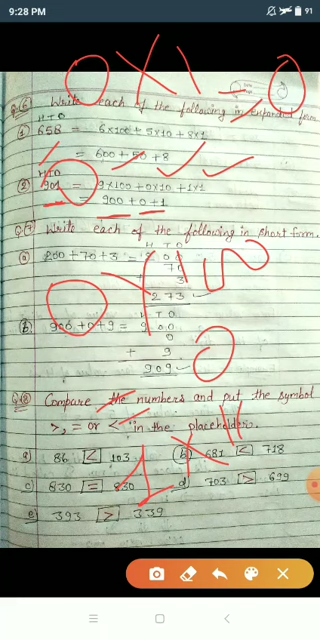 9:28 PM
91
Q.6 Write each of the following in expanded form
H T O
① 658 = 6×100 + 5×10 + 8×1
= 600 + 50 + 8
H T O
② 901 = 9×100 + 0×10 + 1×1
= 900 + 0 + 1
Q.7 Write each of the following in short form.
H T O
ⓐ 200 + 70 + 3 = 2 0 0
7 0
+ 3
2 7 3
H T O
ⓑ 900 + 0 + 9 = 9 0 0
0
+ 9
9 0 9
Q.8 Compare the numbers and put the symbol
>, = or < in the placeholder.
a) 86 < 103 b) 681 < 718
c) 830 = 830 d) 703 > 699
e) 393 > 339